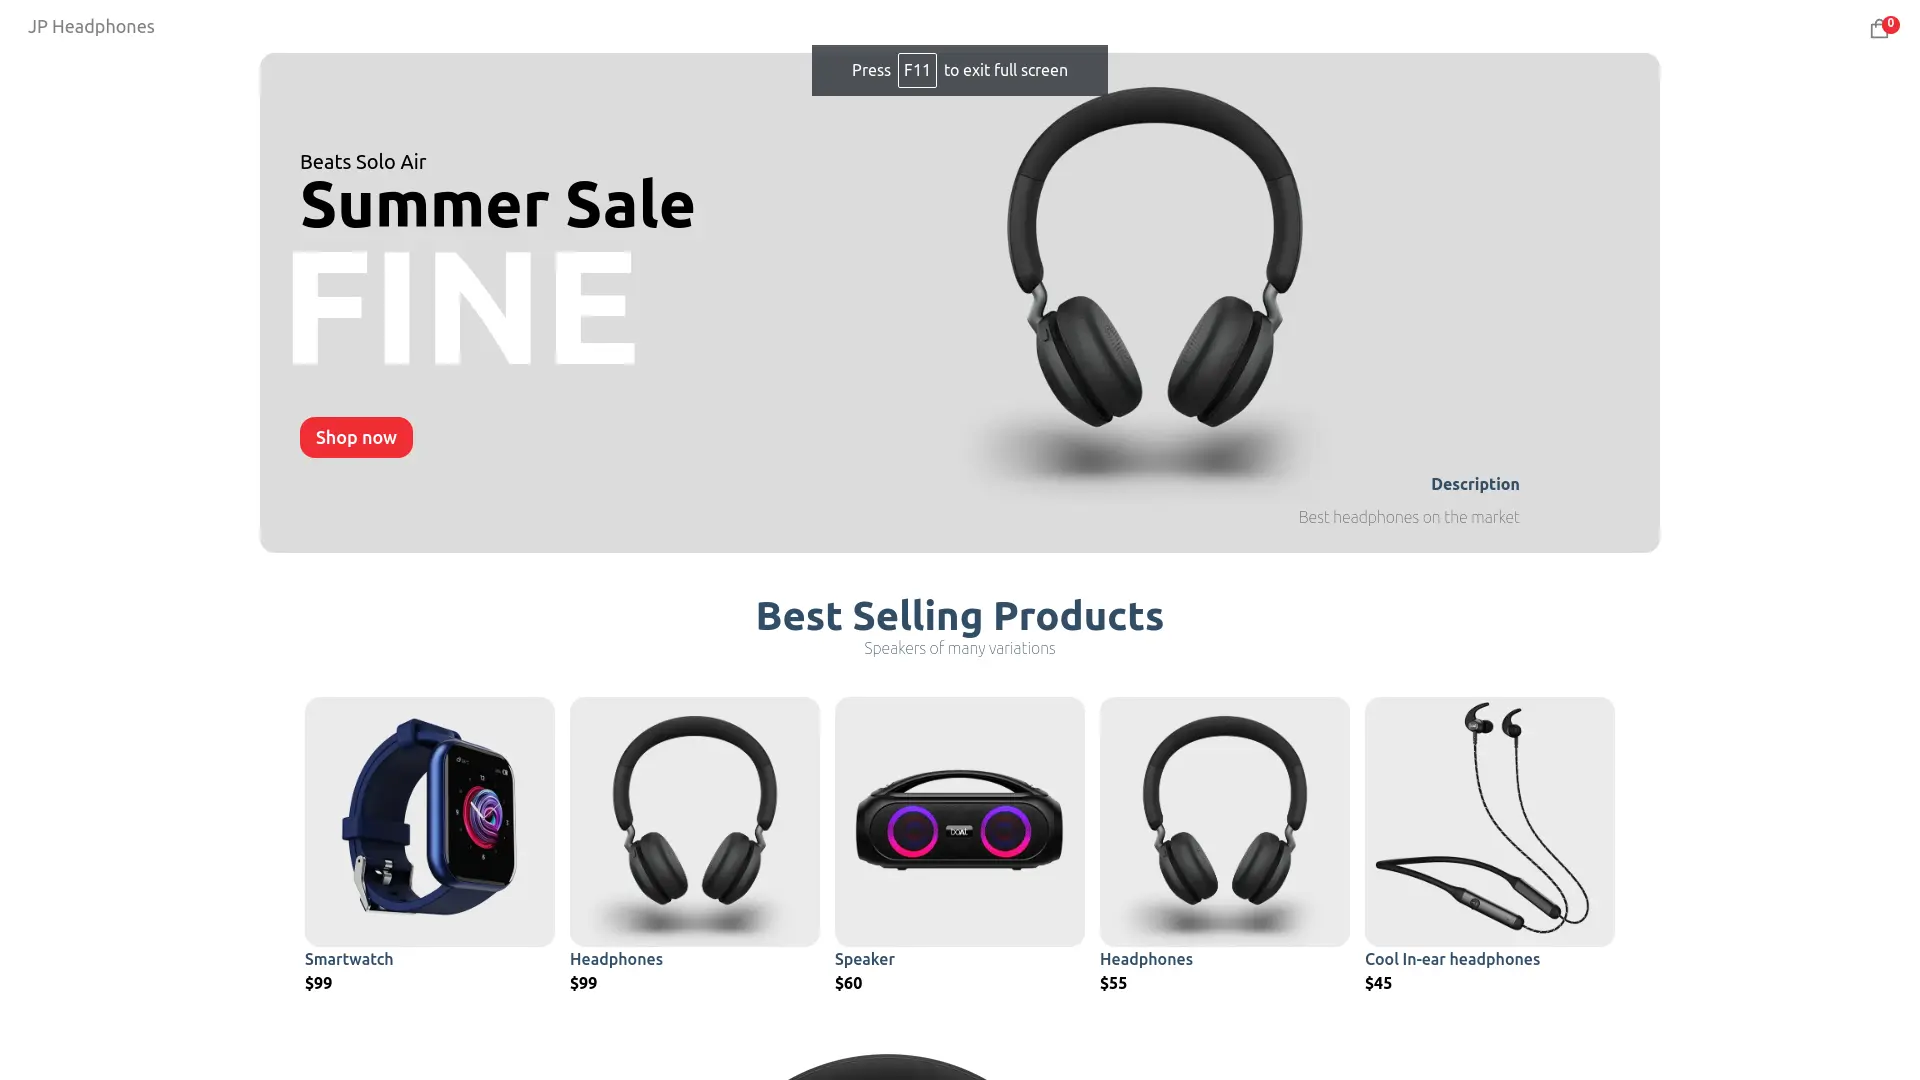 JP Headphones
0
Press F11 to exit full screen
Beats Solo Air
Summer Sale
FINE
Shop now
Description
Best headphones on the market
Best Selling Products
Speakers of many variations
Smartwatch
$99
Headphones
$99
Speaker
$60
Headphones
$55
Cool In-ear headphones
$45